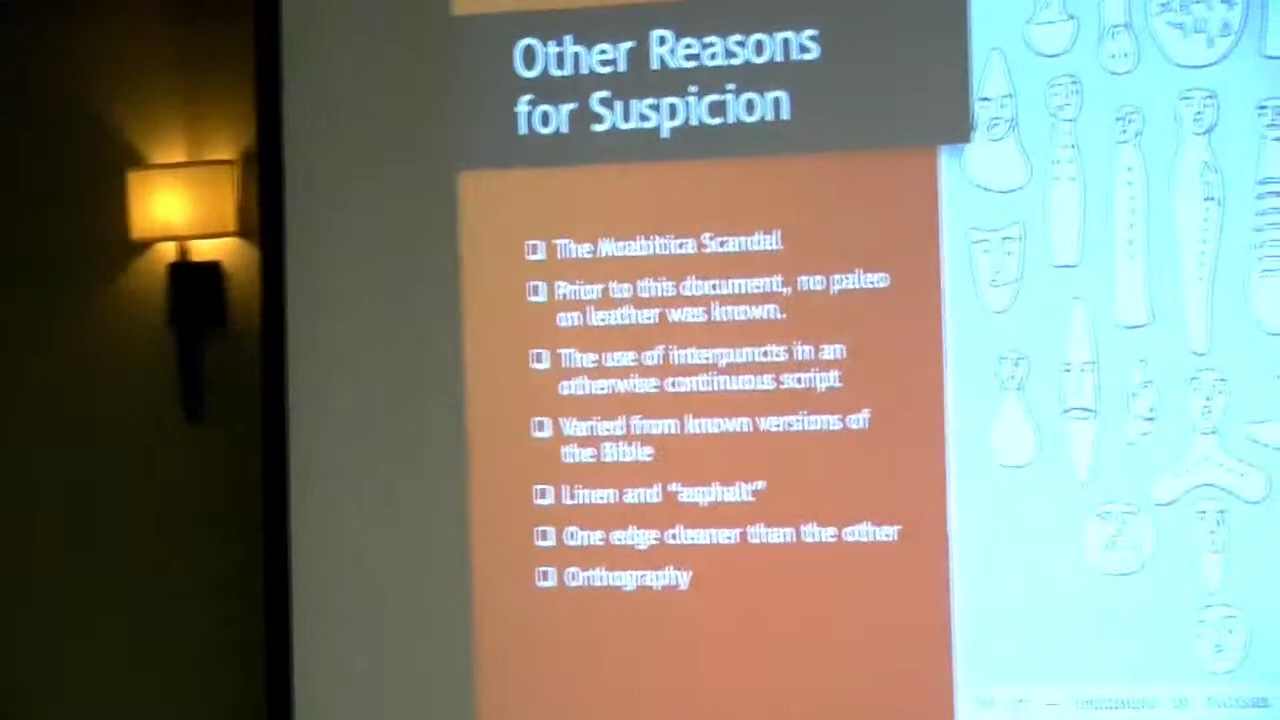 Other Reasons
for Suspicion
The Moabitica Scandal.
Prior to this document, no paleo
on leather was known.
The use of interpuncts in an
otherwise continuous script
Varied from known versions of
the Bible
Linen and "asphalt"
One edge cleaner than the other
Orthography